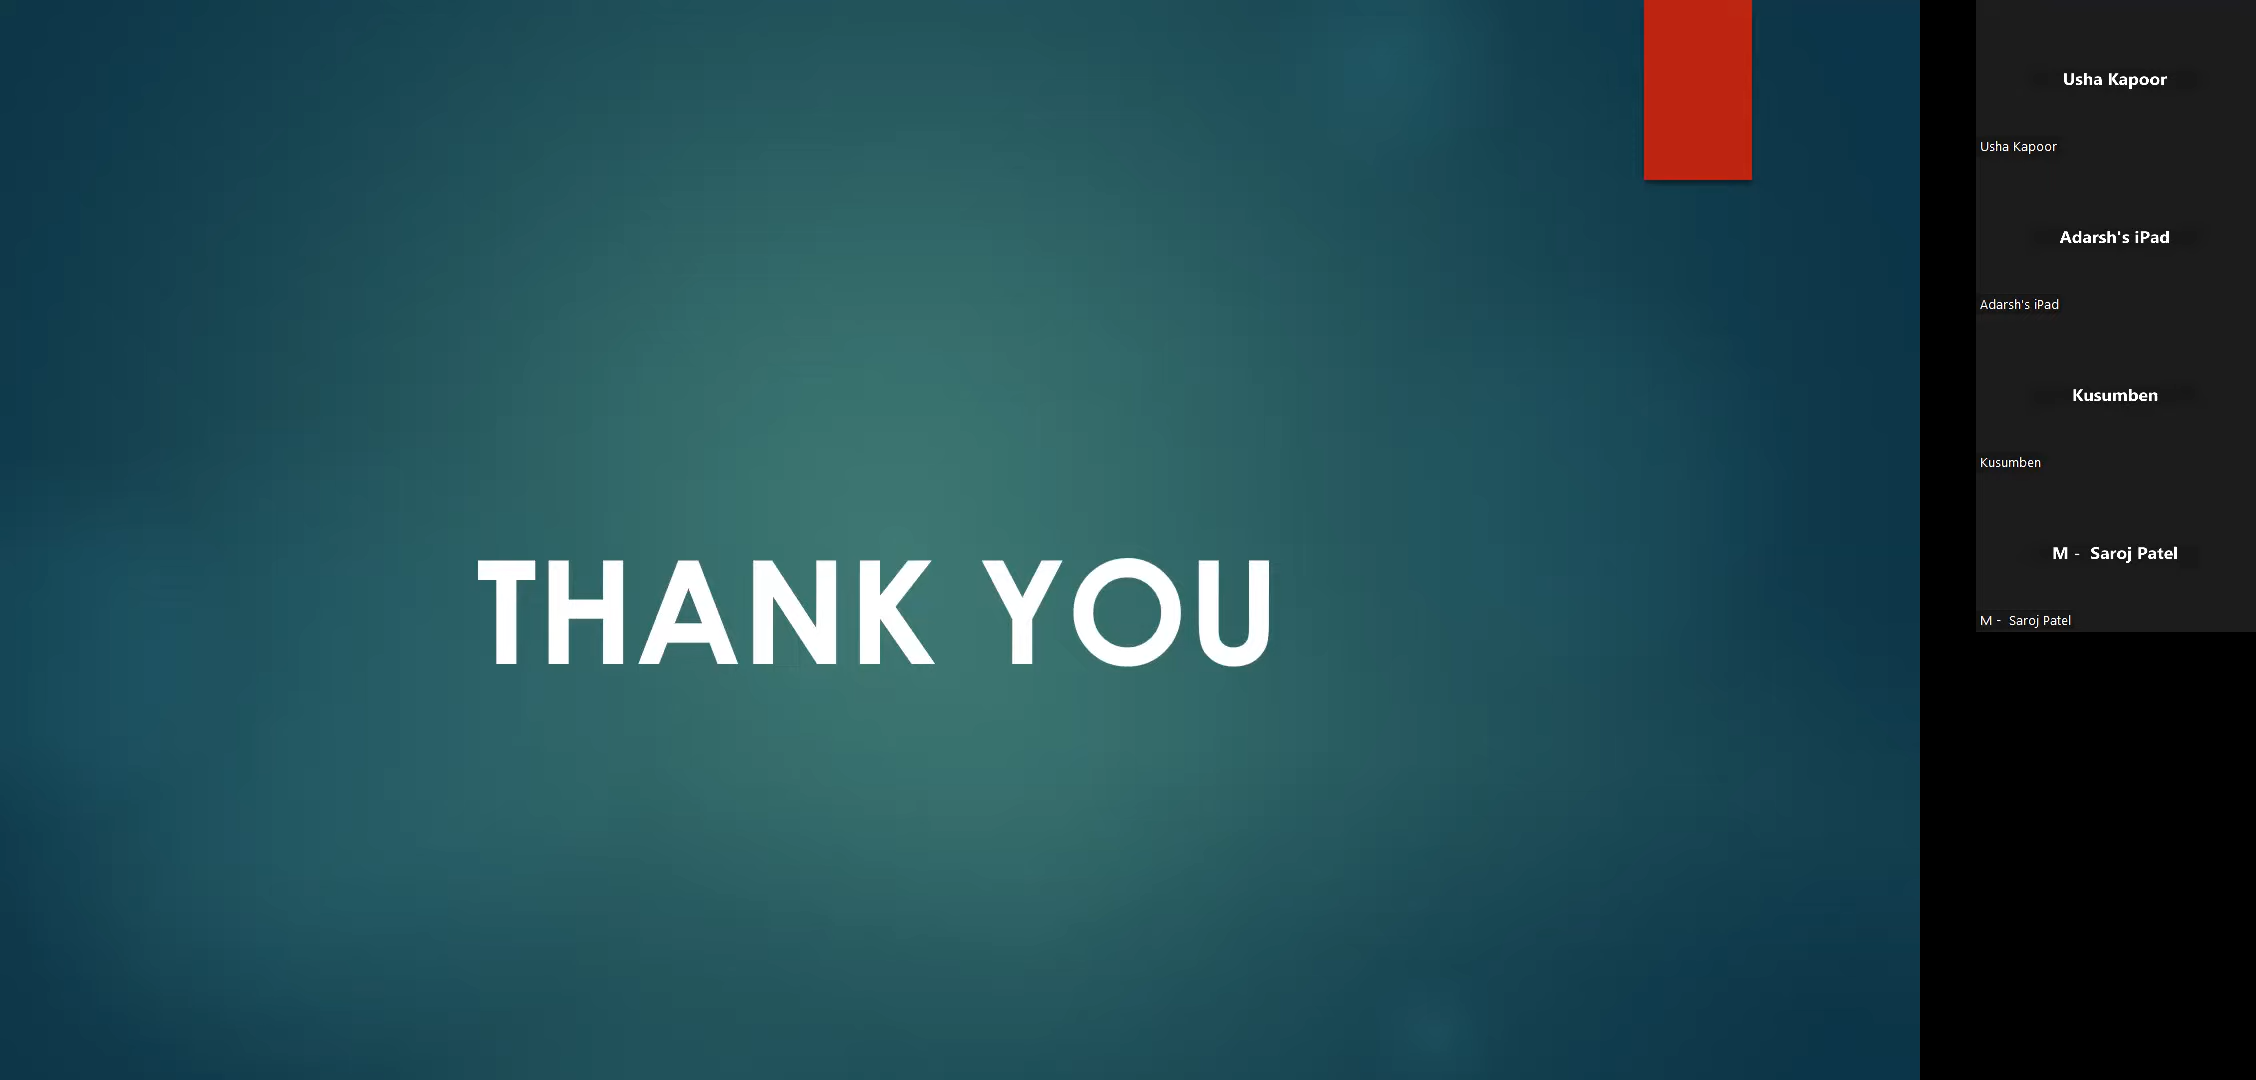 THANK YOU
Usha Kapoor
Usha Kapoor
Adarsh's iPad
Adarsh's iPad
Kusumben
Kusumben
M -  Saroj Patel
M -  Saroj Patel